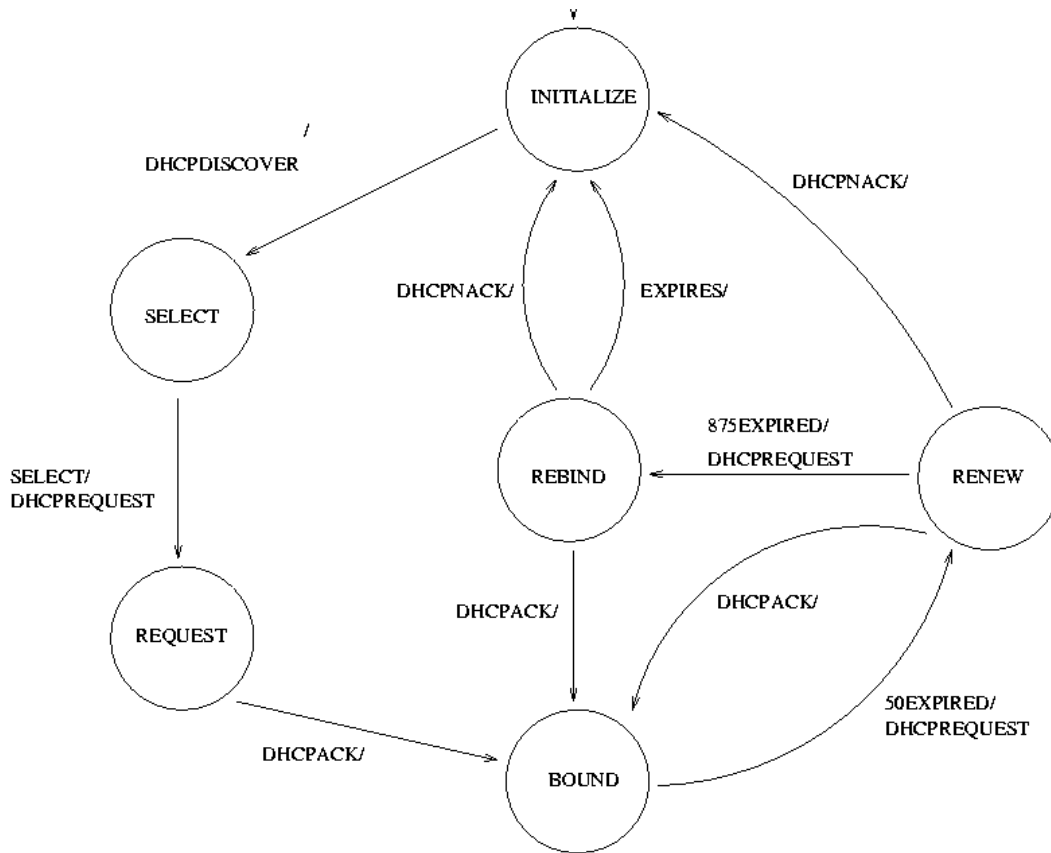 INITIALIZE
/
DHCPDISCOVER
DHCPNACK/
DHCPNACK/
EXPIRES/
SELECT
875EXPIRED/
DHCPREQUEST
REBIND
RENEW
SELECT/
DHCPREQUEST
DHCPACK/
DHCPACK/
REQUEST
50EXPIRED/
DHCPREQUEST
DHCPACK/
BOUND